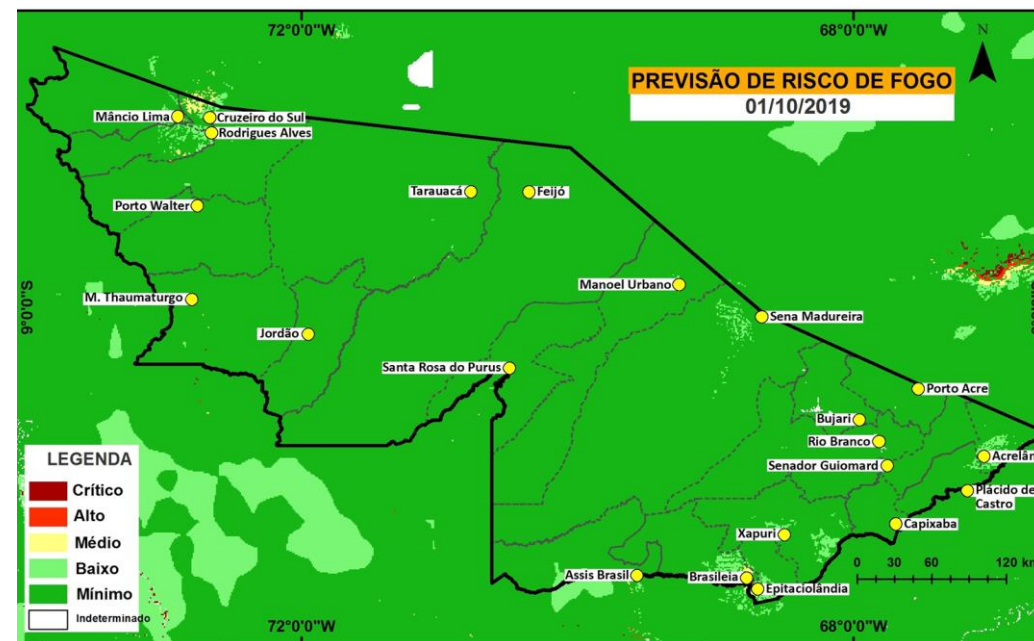 72°0'0"W
68°0'0"W
N
PREVISÃO DE RISCO DE FOGO
01/10/2019
Mâncio Lima
Cruzeiro do Sul
Rodrigues Alves
Tarauacá
Feijó
Porto Walter
Manoel Urbano
M. Thaumaturgo
9°0'0"S
Sena Madureira
Jordão
Santa Rosa do Purus
Porto Acre
Bujari
Rio Branco
Senador Guiomard
Acrelân
Plácido de
Castro
Capixaba
Xapuri
Assis Brasil
Brasileia
Epitaciolândia
LEGENDA
Crítico
Alto
Médio
Baixo
Mínimo
Indeterminado
0 30 60 120 km
72°0'0"W
68°0'0"W